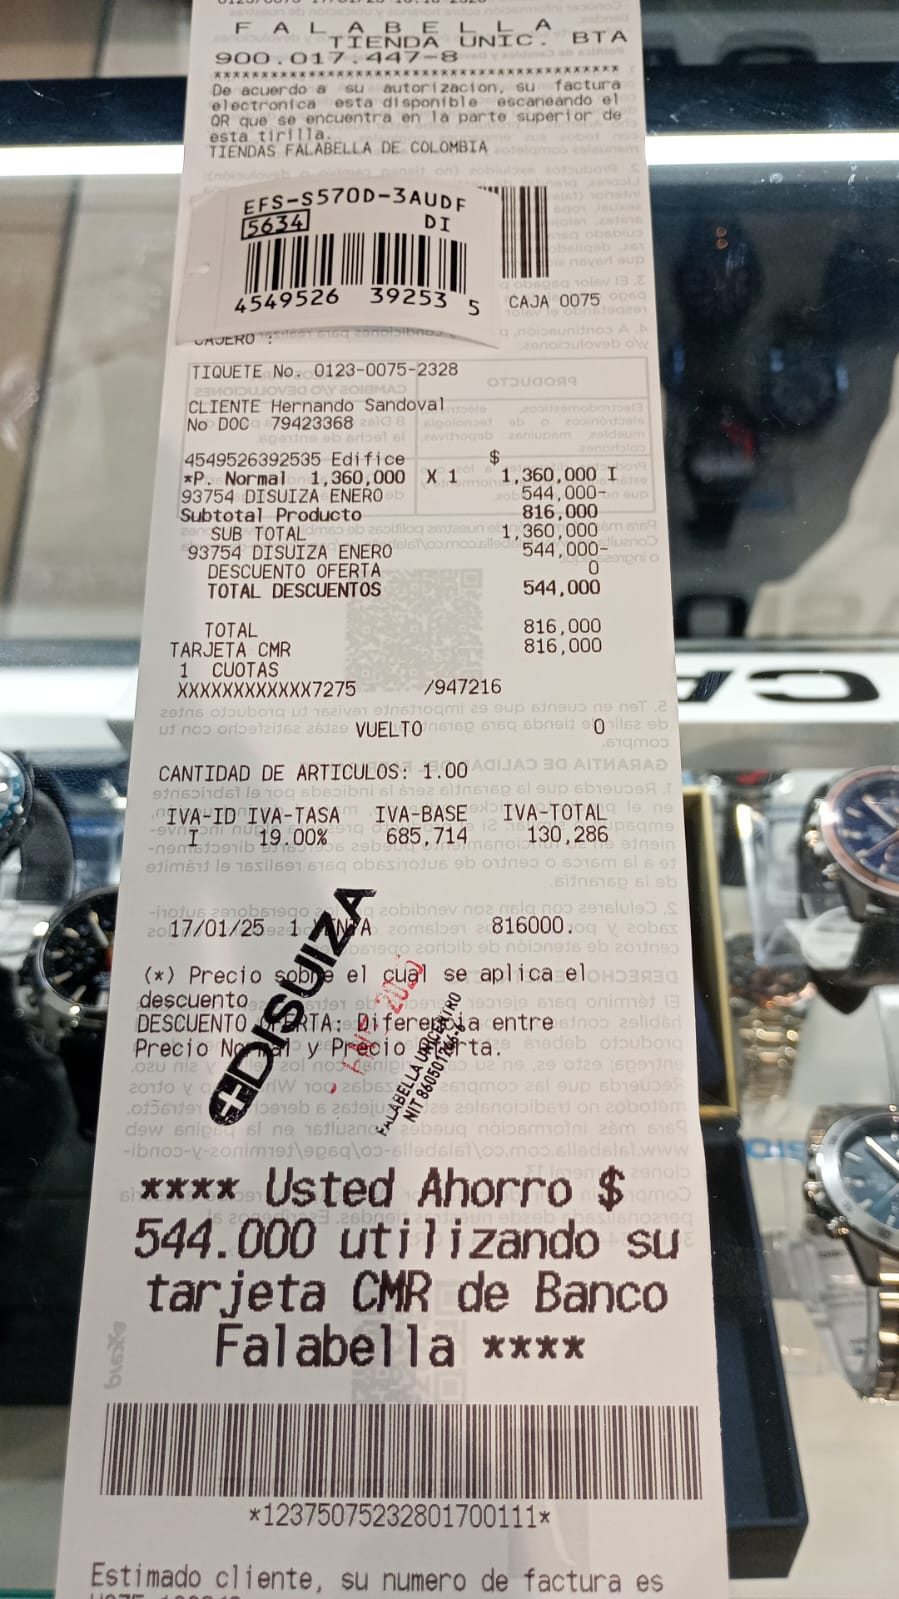 F A L A B E L L A
TIENDA UNIC. BTA
900.017.447-8
De acuerdo a su autorizacion, su factura
electronica esta disponible escaneando el
QR que se encuentra en la parte superior de
esta tirilla.
TIENDAS FALABELLA DE COLOMBIA
EFS-S570D-3AUDF
5634 DI
4549526 39253 5
CAJA 0075
CAJERO :
TIQUETE No. 0123-0075-2328
CLIENTE Hernando Sandoval
No DOC 79423368
4549526392535 Edifice $
*P. Normal 1,360,000 X 1 1,360,000 I
93754 DISUIZA ENERO 544,000-
Subtotal Producto 816,000
SUB TOTAL 1,360,000
93754 DISUIZA ENERO 544,000-
DESCUENTO OFERTA 0
TOTAL DESCUENTOS 544,000
TOTAL 816,000
TARJETA CMR 816,000
1 CUOTAS
XXXXXXXXXXXX7275 /947216
VUELTO 0
CANTIDAD DE ARTICULOS: 1.00
IVA-ID IVA-TASA IVA-BASE IVA-TOTAL
I 19.00% 685,714 130,286
17/01/25 1 VENTA 816000.
(*) Precio sobre el cual se aplica el
descuento
DESCUENTO OFERTA: Diferencia entre
Precio Normal y Precio Oferta.
DISUIZA
FALABELLA UNICENTRO
**** Usted Ahorro $
544.000 utilizando su
tarjeta CMR de Banco
Falabella ****
*12375075232801700111*
Estimado cliente, su numero de factura es